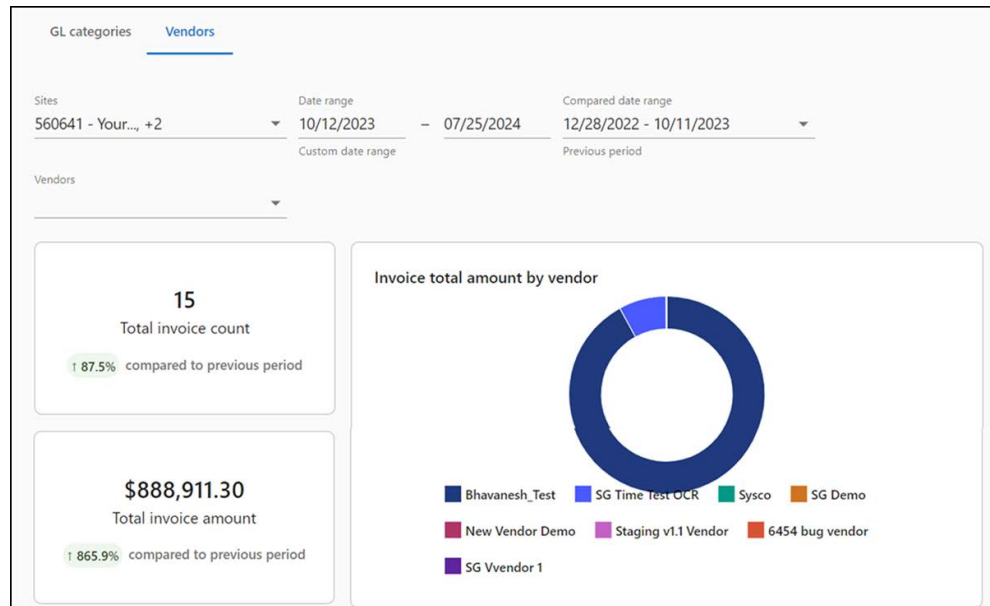 GL categories Vendors
Sites
560641 - Your..., +2
Date range
10/12/2023 – 07/25/2024
Custom date range
Compared date range
12/28/2022 - 10/11/2023
Previous period
Vendors
15
Total invoice count
↑ 87.5% compared to previous period
$888,911.30
Total invoice amount
↑ 865.9% compared to previous period
Invoice total amount by vendor
Bhavanesh_Test SG Time Test OCR Sysco SG Demo
New Vendor Demo Staging v1.1 Vendor 6454 bug vendor
SG Vvendor 1